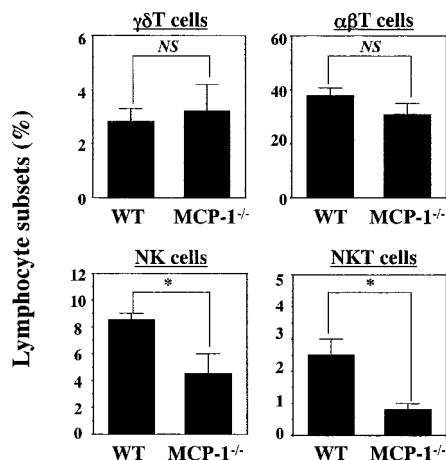 γδT cells
αβT cells
NS
NS
6
4
2
0
60
40
20
0
WT MCP-1-/-
WT MCP-1-/-
Lymphocyte subsets (%)
NK cells
NKT cells
*
*
10
8
6
4
2
0
5
4
3
2
1
0
WT MCP-1-/-
WT MCP-1-/-